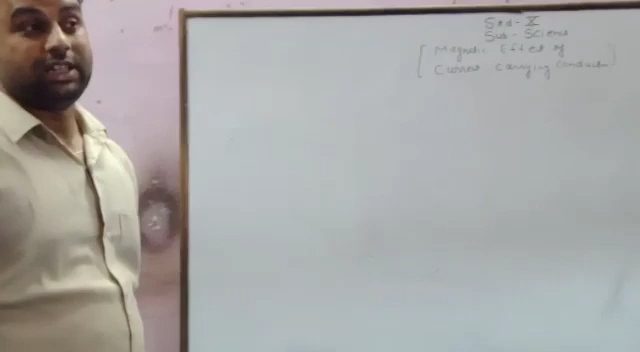 Std - X
Sub - Science
[ Magnetic Effect of
Current carrying conductor ]